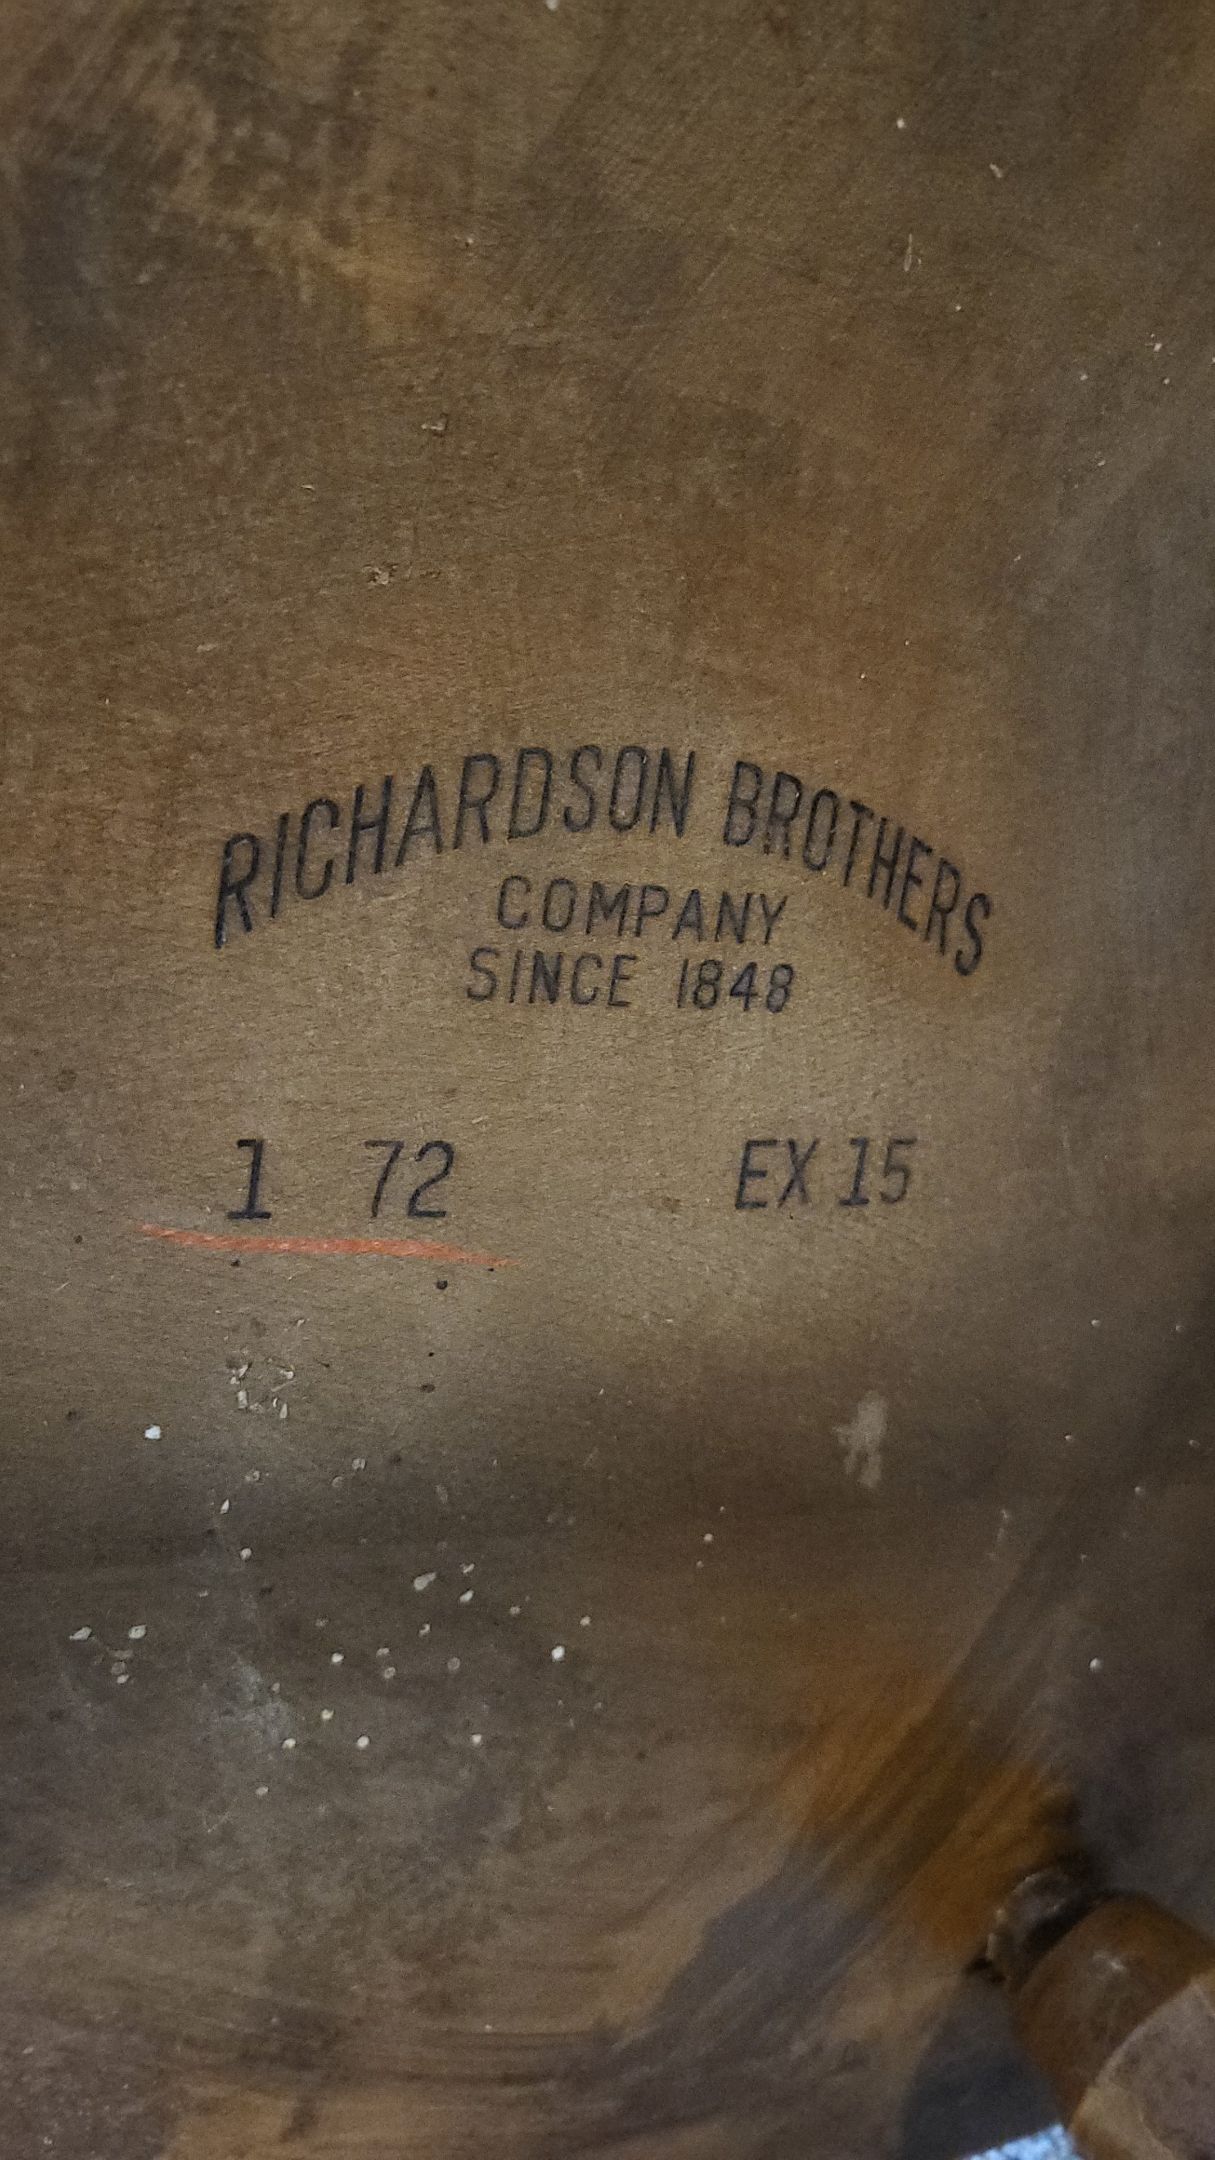 RICHARDSON BROTHERS
COMPANY
SINCE 1848
1 72 EX 15